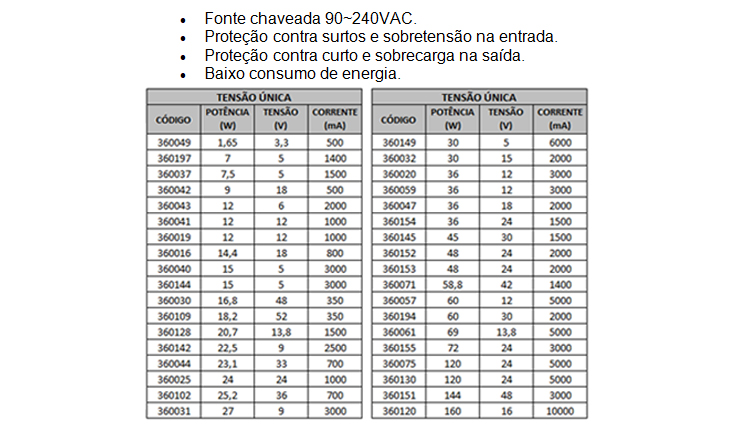 • Fonte chaveada 90~240VAC.
• Proteção contra surtos e sobretensão na entrada.
• Proteção contra curto e sobrecarga na saída.
• Baixo consumo de energia.
TENSÃO ÚNICA
CÓDIGO POTÊNCIA (W) TENSÃO (V) CORRENTE (mA)
360049 1,65 3,3 500
360197 7 5 1400
360037 7,5 5 1500
360042 9 18 500
360043 12 6 2000
360041 12 12 1000
360019 12 12 1000
360016 14,4 18 800
360040 15 5 3000
360144 15 5 3000
360030 16,8 48 350
360109 18,2 52 350
360128 20,7 13,8 1500
360142 22,5 9 2500
360044 23,1 33 700
360025 24 24 1000
360102 25,2 36 700
360031 27 9 3000
TENSÃO ÚNICA
CÓDIGO POTÊNCIA (W) TENSÃO (V) CORRENTE (mA)
360149 30 5 6000
360032 30 15 2000
360020 36 12 3000
360059 36 12 3000
360047 36 18 2000
360154 36 24 1500
360145 45 30 1500
360152 48 24 2000
360153 48 24 2000
360071 58,8 42 1400
360057 60 12 5000
360194 60 30 2000
360061 69 13,8 5000
360155 72 24 3000
360075 120 24 5000
360130 120 24 5000
360151 144 48 3000
360120 160 16 10000